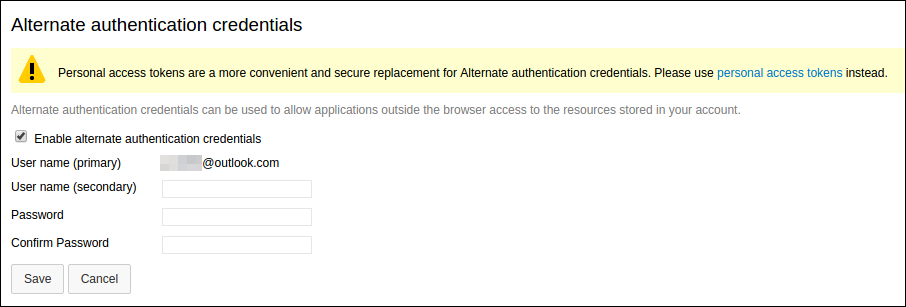 Alternate authentication credentials
Personal access tokens are a more convenient and secure replacement for Alternate authentication credentials. Please use personal access tokens instead.
Alternate authentication credentials can be used to allow applications outside the browser access to the resources stored in your account.
Enable alternate authentication credentials
User name (primary) @outlook.com
User name (secondary)
Password
Confirm Password
Save Cancel